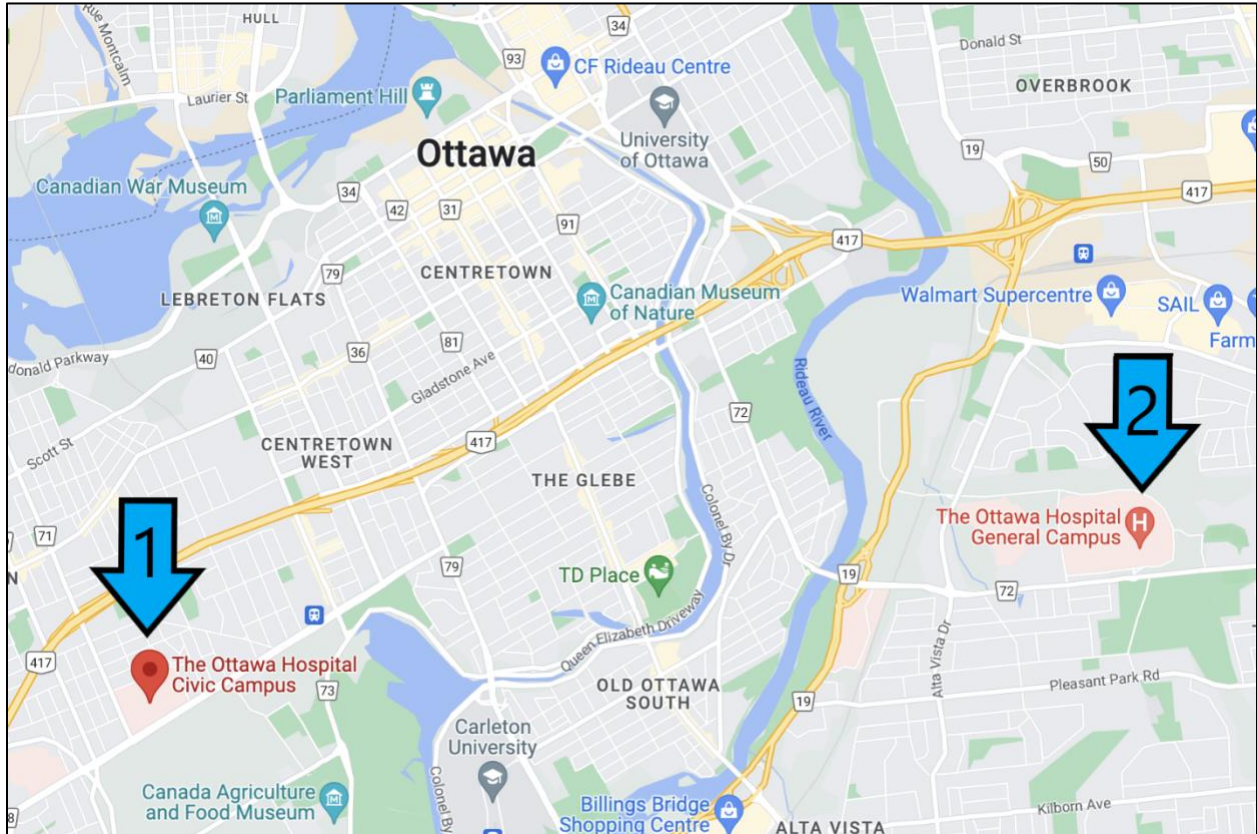 HULL
Rue Montcalm
34
Donald St
93
CF Rideau Centre
OVERBROOK
Laurier St
Parliament Hill
University
of Ottawa
Ottawa
19
50
Canadian War Museum
34
417
42
31
91
417
79
CENTRETOWN
LEBRETON FLATS
Canadian Museum
of Nature
Walmart Supercentre
SAIL
Farm
donald Parkway
40
36
81
Gladstone Ave
Rideau River
72
2
Scott St
CENTRETOWN
WEST
417
THE GLEBE
Colonel By Dr
The Ottawa Hospital
General Campus
H
71
1
N
79
TD Place
19
72
Queen Elizabeth Driveway
Alta Vista Dr
417
The Ottawa Hospital
Civic Campus
73
OLD OTTAWA
SOUTH
Pleasant Park Rd
19
Carleton
University
Colonel By
Canada Agriculture
and Food Museum
Billings Bridge
Shopping Centre
Kilborn Ave
8
ALTA VISTA